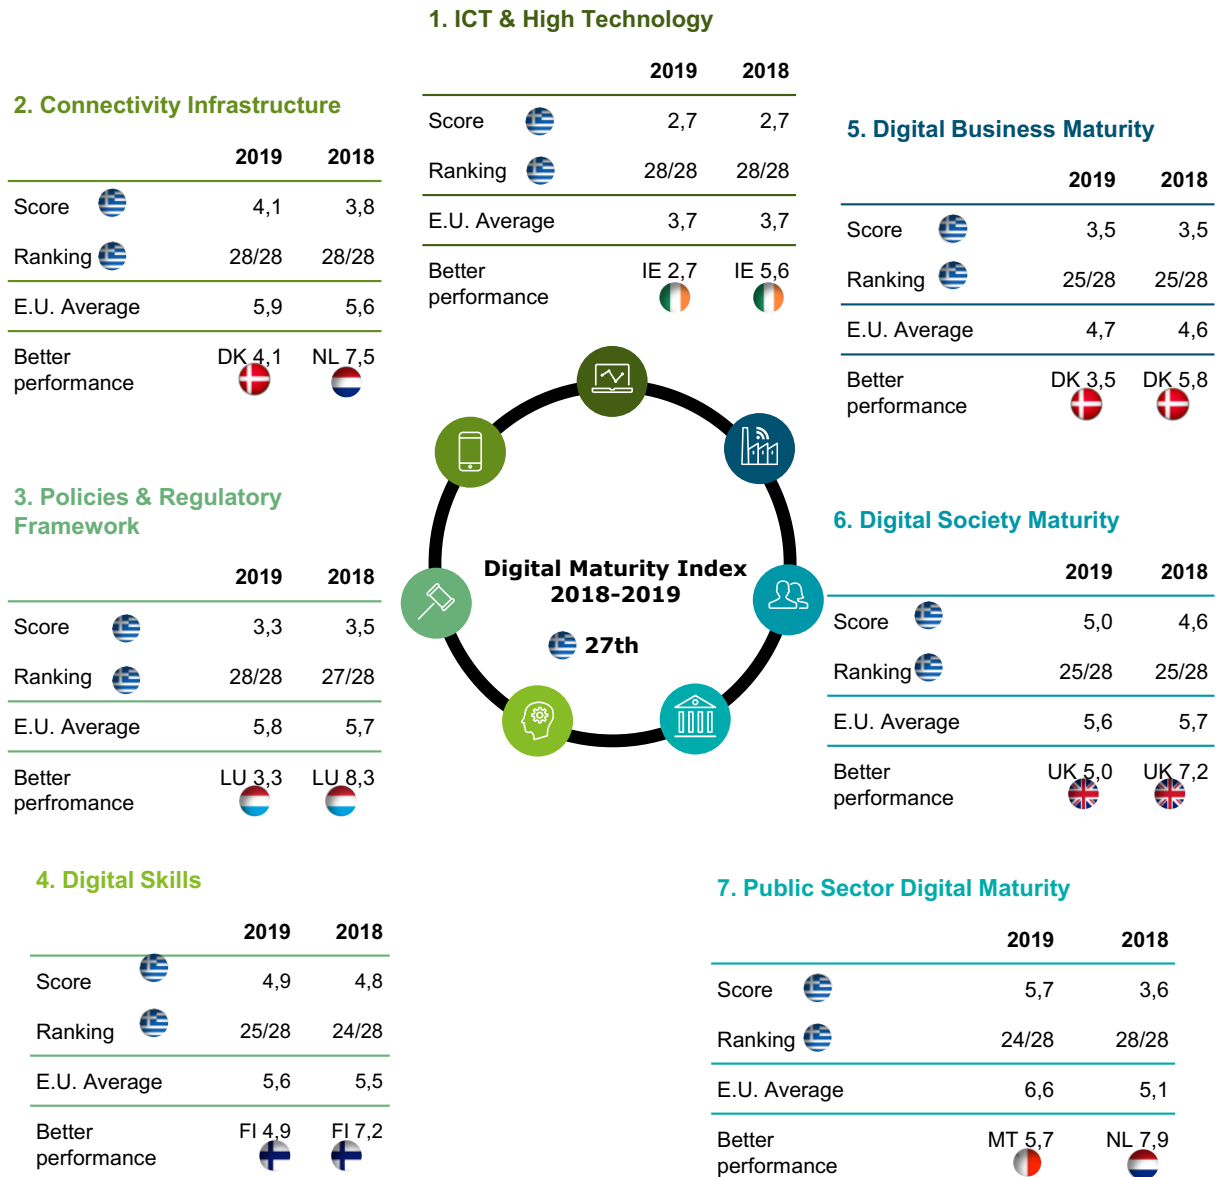 1. ICT & High Technology
2019 2018
Score 2,7 2,7
Ranking 28/28 28/28
E.U. Average 3,7 3,7
Better IE 2,7 IE 5,6
performance
2. Connectivity Infrastructure
2019 2018
Score 4,1 3,8
Ranking 28/28 28/28
E.U. Average 5,9 5,6
Better DK 4,1 NL 7,5
performance
3. Policies & Regulatory
Framework
2019 2018
Score 3,3 3,5
Ranking 28/28 27/28
E.U. Average 5,8 5,7
Better LU 3,3 LU 8,3
perfromance
4. Digital Skills
2019 2018
Score 4,9 4,8
Ranking 25/28 24/28
E.U. Average 5,6 5,5
Better FI 4,9 FI 7,2
performance
Digital Maturity Index
2018-2019
27th
5. Digital Business Maturity
2019 2018
Score 3,5 3,5
Ranking 25/28 25/28
E.U. Average 4,7 4,6
Better DK 3,5 DK 5,8
performance
6. Digital Society Maturity
2019 2018
Score 5,0 4,6
Ranking 25/28 25/28
E.U. Average 5,6 5,7
Better UK 5,0 UK 7,2
performance
7. Public Sector Digital Maturity
2019 2018
Score 5,7 3,6
Ranking 24/28 28/28
E.U. Average 6,6 5,1
Better MT 5,7 NL 7,9
performance